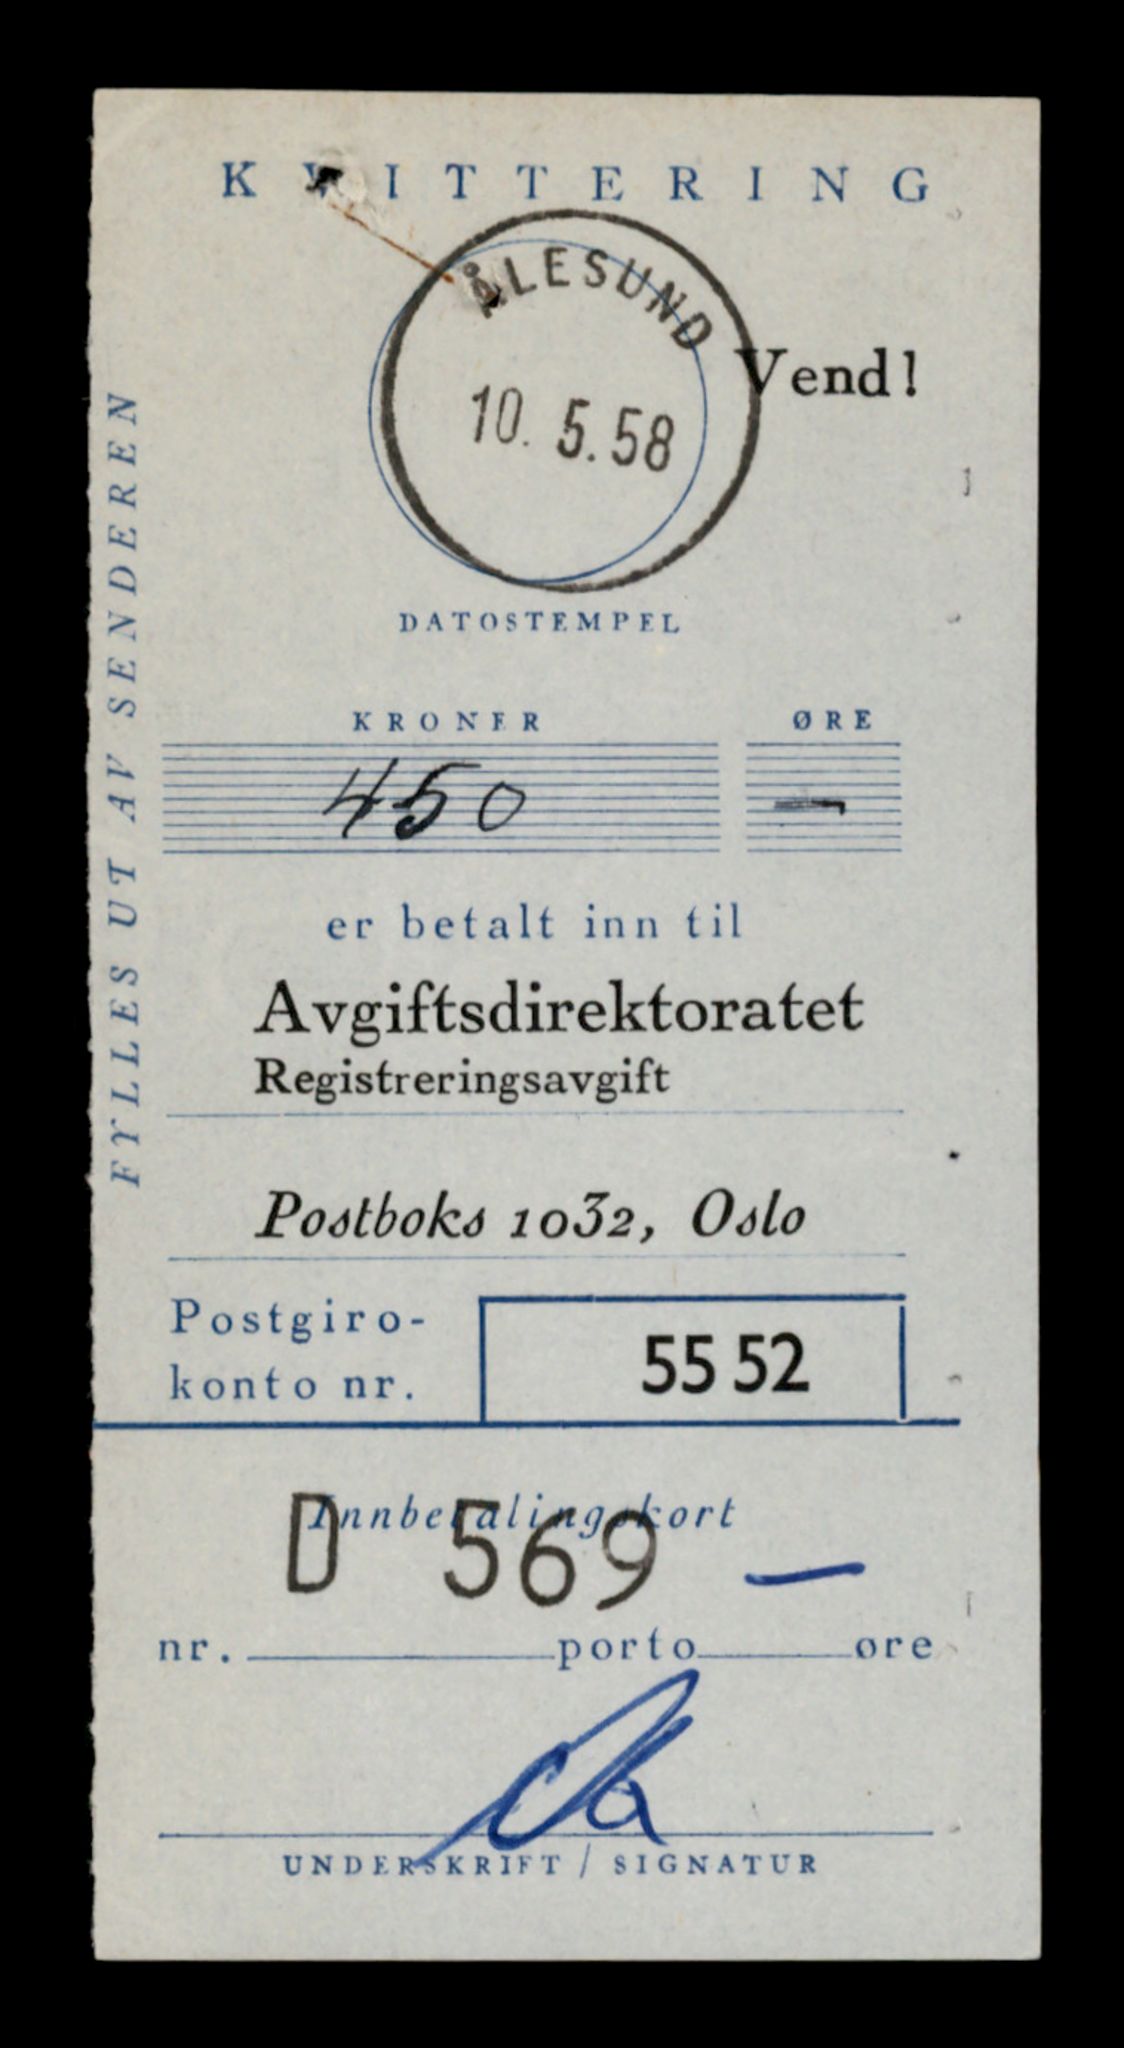 KVITTERING
ÅLESUND
Vend!
10. 5.58
DATOSTEMPEL
FYLLES UT AV SENDEREN
KRONER ØRE
450 —
er betalt inn til
Avgiftsdirektoratet
Registreringsavgift
Postboks 1032, Oslo
Postgiro-
konto nr.
55 52
Innbetalingskort
D 569 —
nr. porto øre
UNDERSKRIFT / SIGNATUR